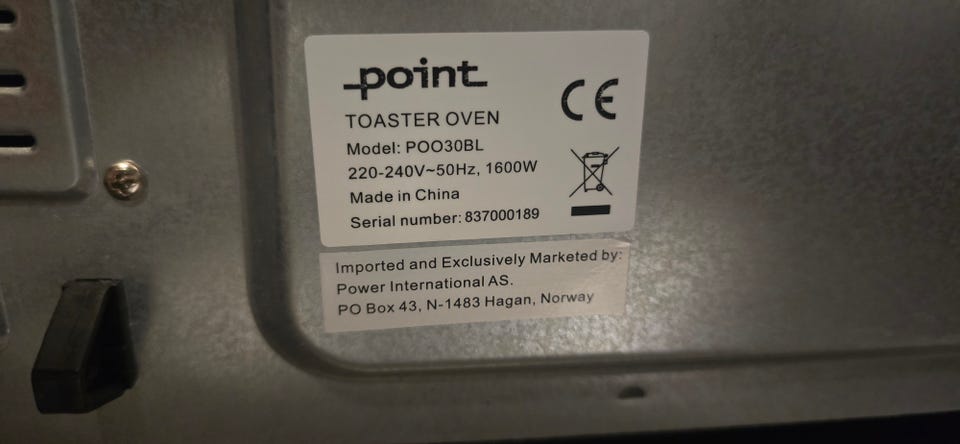 point
TOASTER OVEN
Model: POO30BL
220-240V~50Hz, 1600W
Made in China
Serial number: 837000189
CE
Imported and Exclusively Marketed by:
Power International AS.
PO Box 43, N-1483 Hagan, Norway